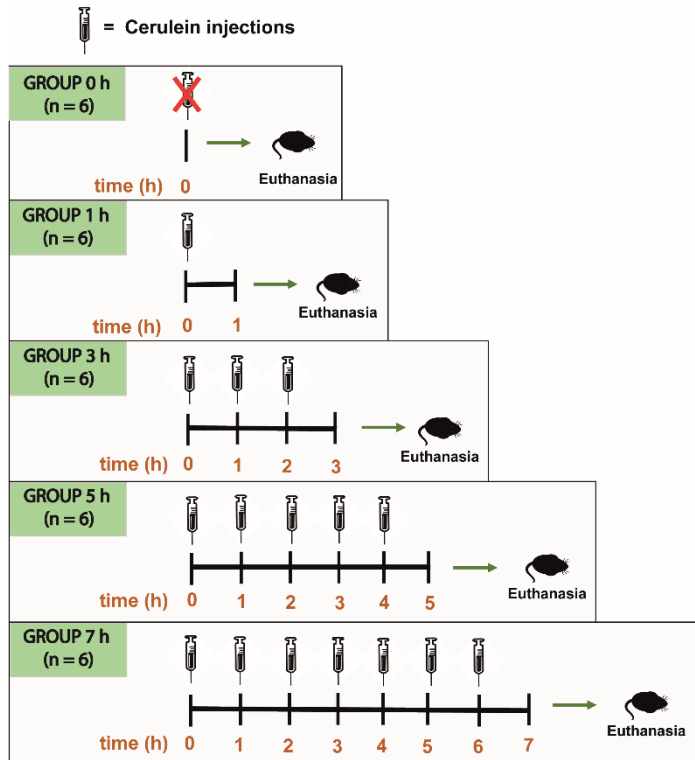 = Cerulein injections
GROUP 0 h
(n = 6)
Euthanasia
time (h) 0
GROUP 1 h
(n = 6)
Euthanasia
time (h) 0 1
GROUP 3 h
(n = 6)
Euthanasia
time (h) 0 1 2 3
GROUP 5 h
(n = 6)
Euthanasia
time (h) 0 1 2 3 4 5
GROUP 7 h
(n = 6)
Euthanasia
time (h) 0 1 2 3 4 5 6 7